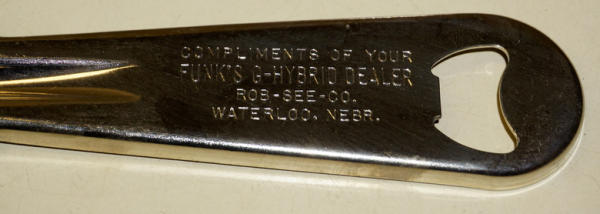 COMPLIMENTS OF YOUR
FUNK'S G-HYBRID DEALER
ROB-SEE-CO.
WATERLOO, NEBR.